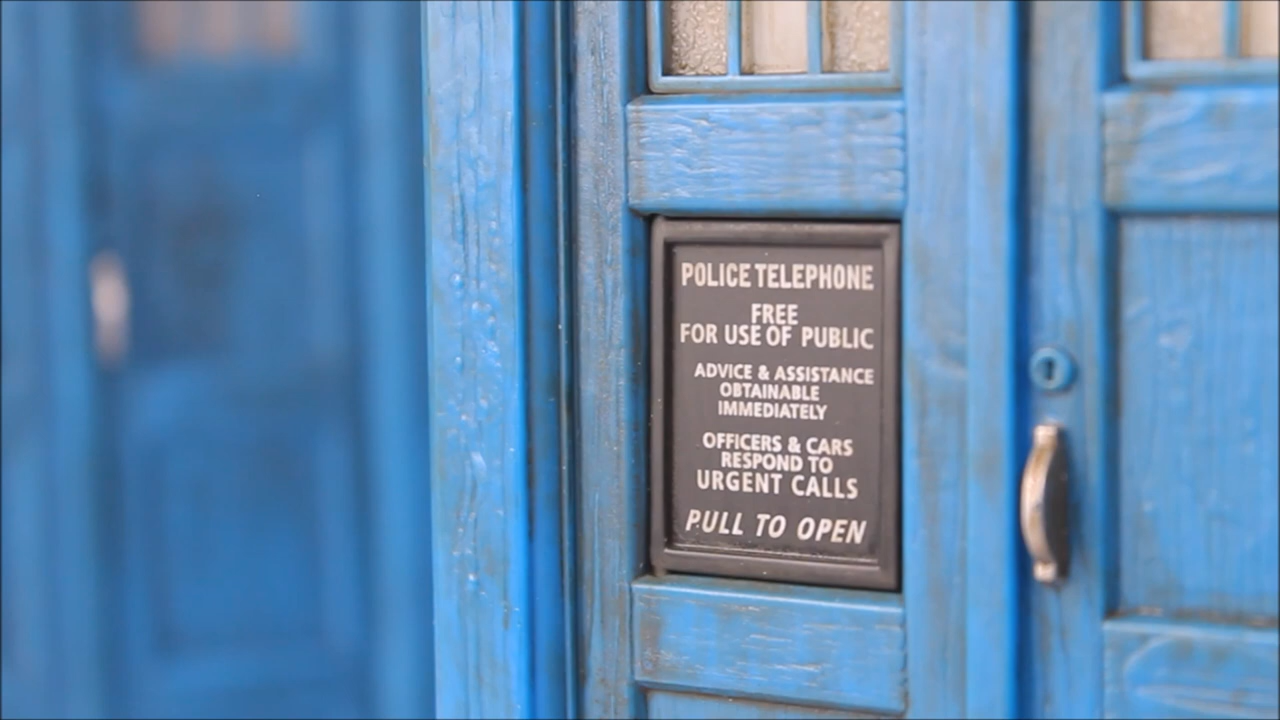 POLICE TELEPHONE
FREE
FOR USE OF PUBLIC
ADVICE & ASSISTANCE
OBTAINABLE
IMMEDIATELY
OFFICERS & CARS
RESPOND TO
URGENT CALLS
PULL TO OPEN